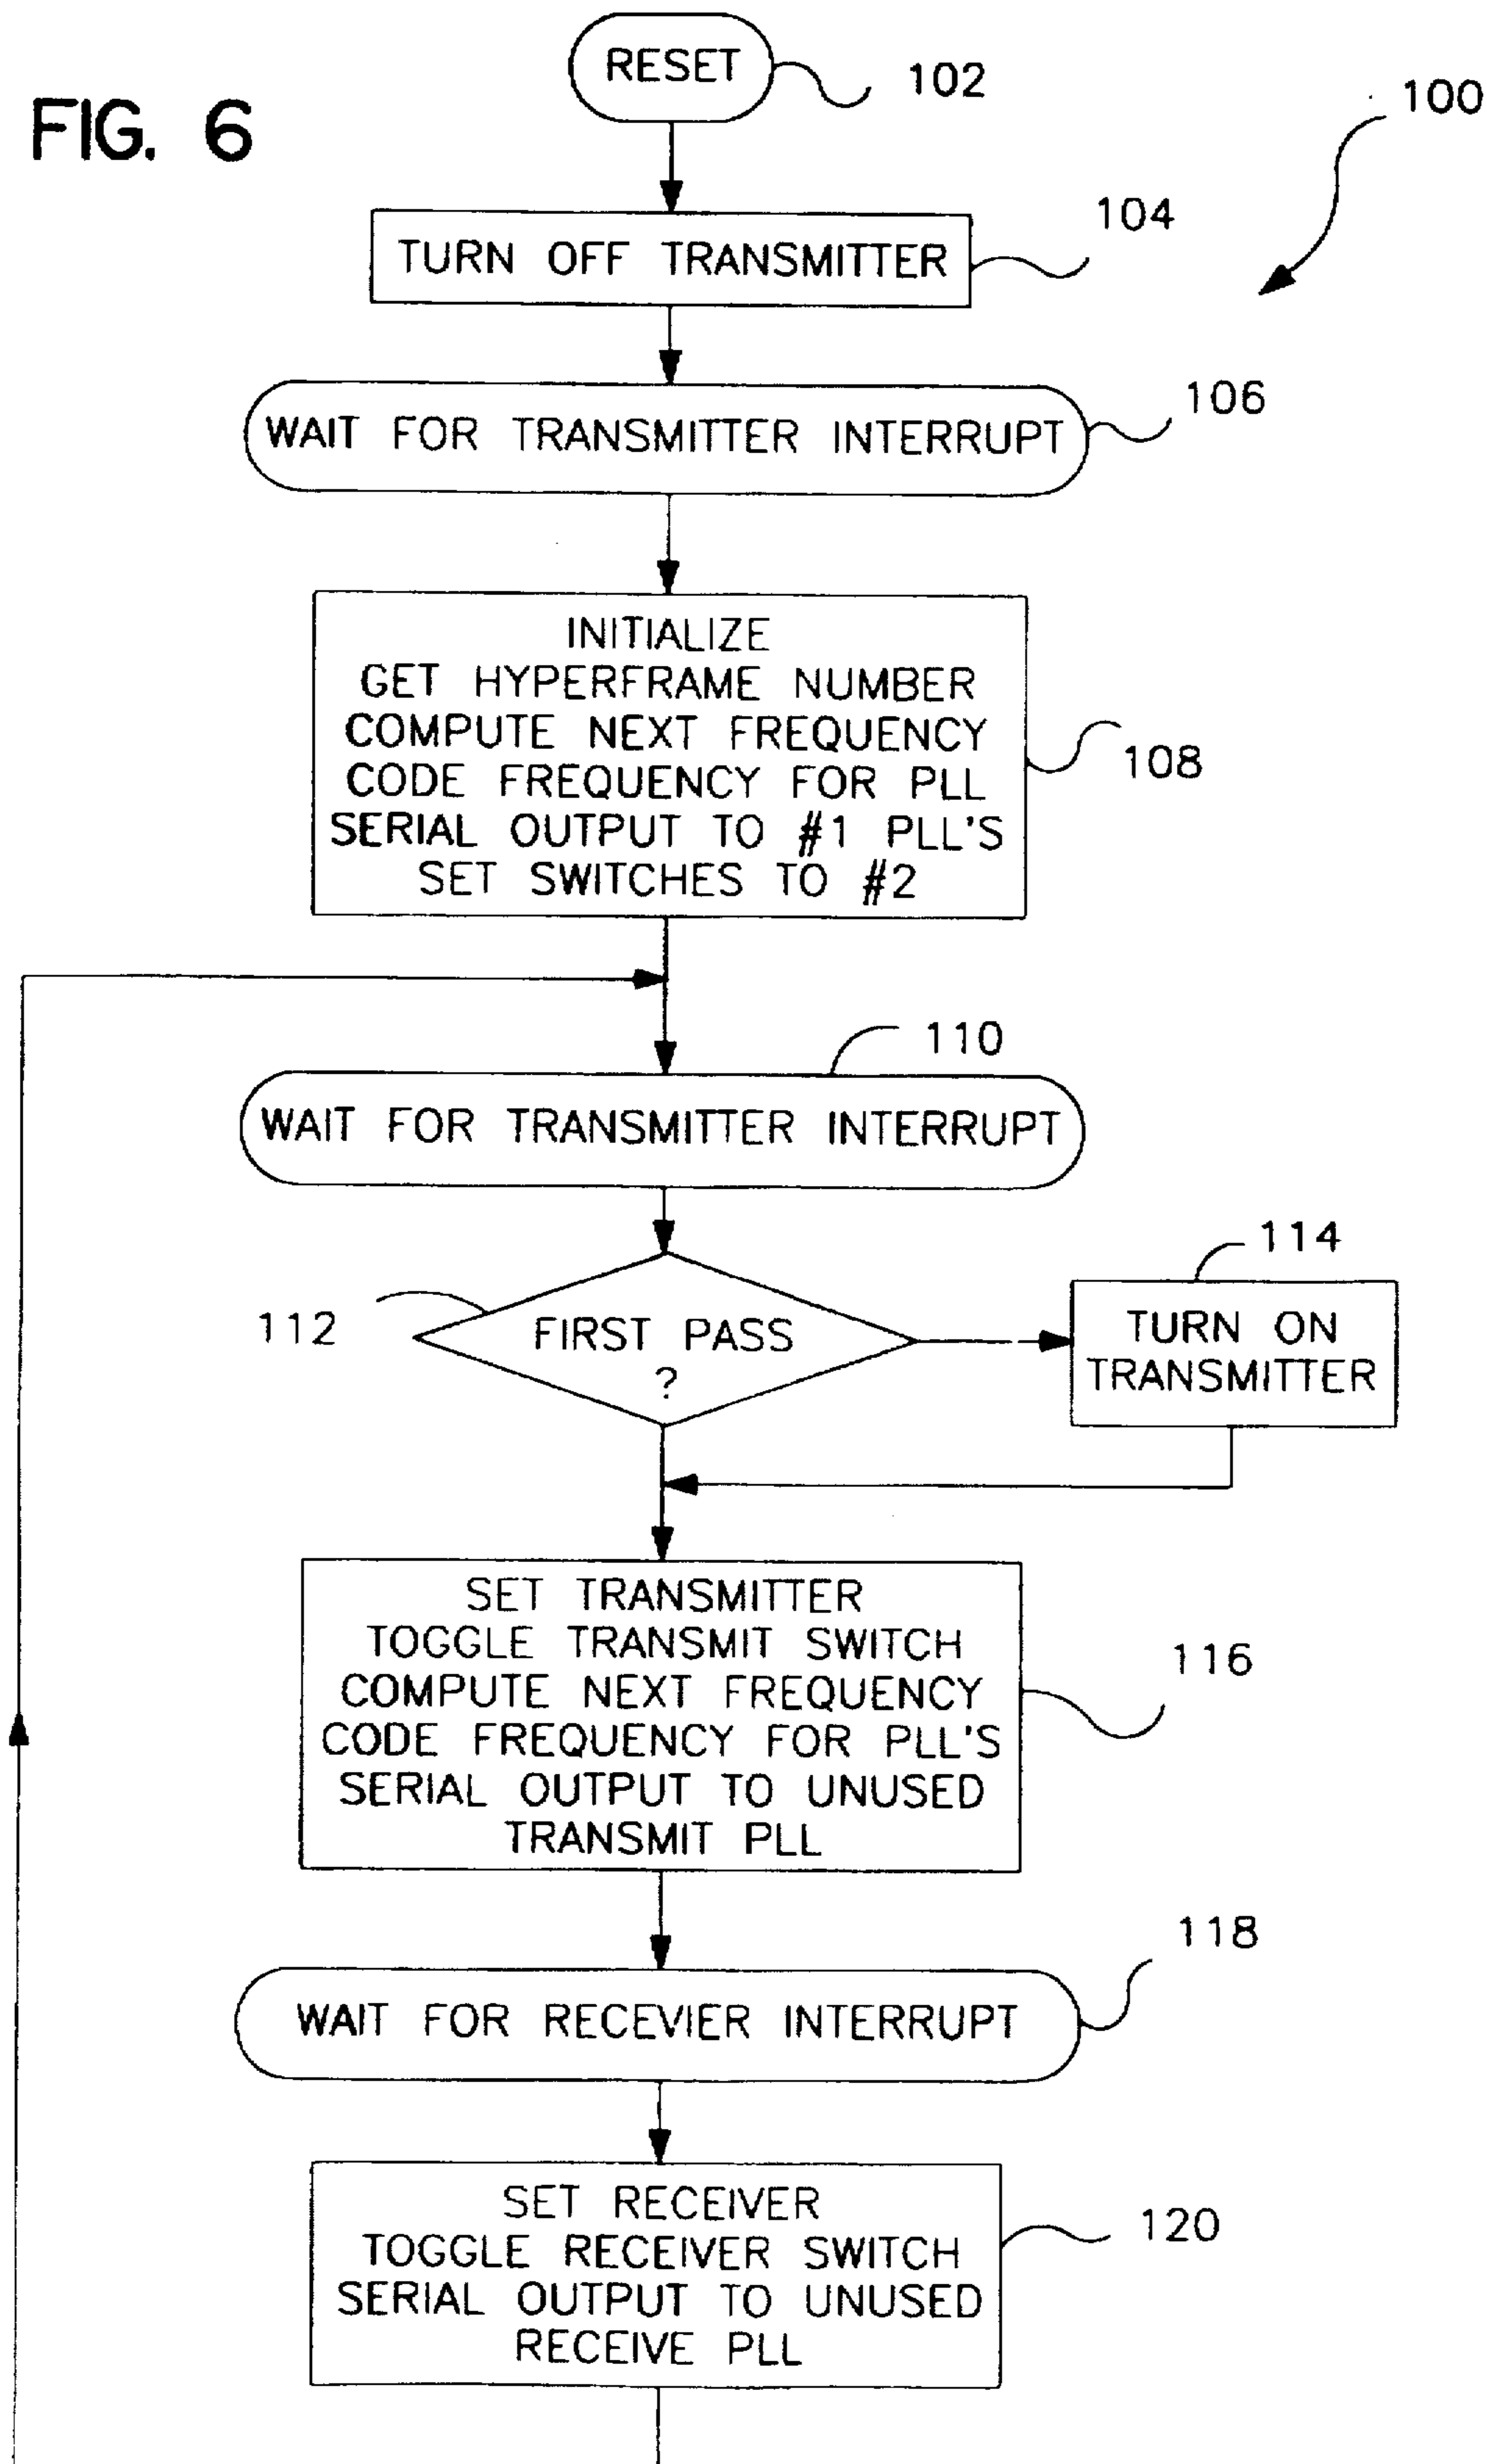 FIG. 6
RESET
102
100
TURN OFF TRANSMITTER
104
WAIT FOR TRANSMITTER INTERRUPT
106
INITIALIZE
GET HYPERFRAME NUMBER
COMPUTE NEXT FREQUENCY
CODE FREQUENCY FOR PLL
SERIAL OUTPUT TO #1 PLL'S
SET SWITCHES TO #2
108
110
WAIT FOR TRANSMITTER INTERRUPT
112
FIRST PASS
?
114
TURN ON
TRANSMITTER
SET TRANSMITTER
TOGGLE TRANSMIT SWITCH
COMPUTE NEXT FREQUENCY
CODE FREQUENCY FOR PLL'S
SERIAL OUTPUT TO UNUSED
TRANSMIT PLL
116
118
WAIT FOR RECEVIER INTERRUPT
SET RECEIVER
TOGGLE RECEIVER SWITCH
SERIAL OUTPUT TO UNUSED
RECEIVE PLL
120